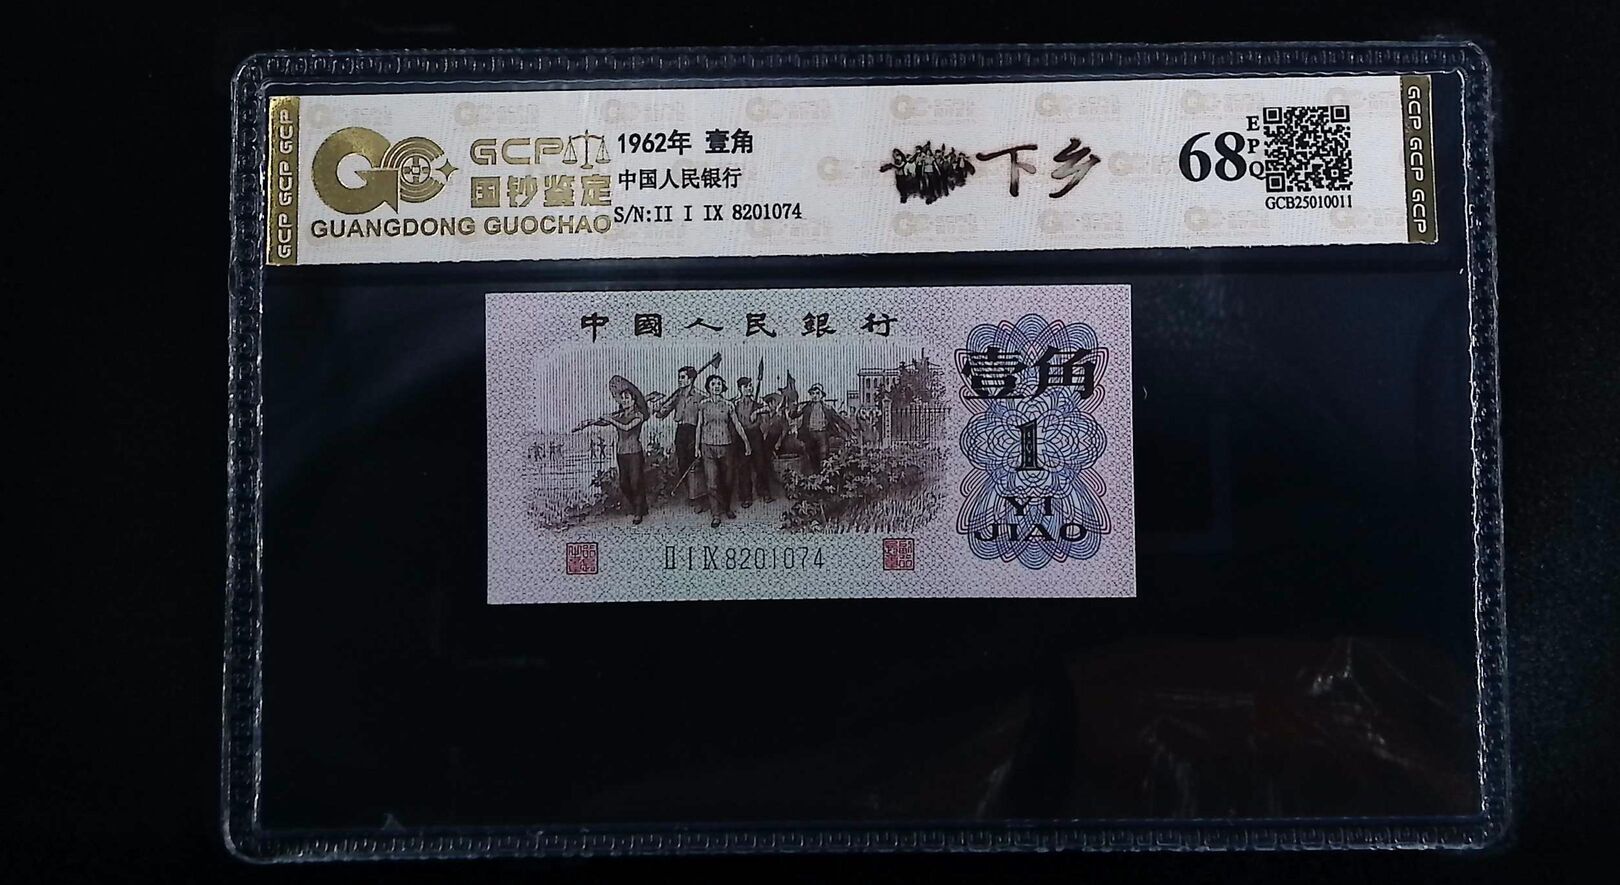 GCP GCP GCP
GCP
国钞鉴定
GUANGDONG GUOCHAO
1962年 壹角
中国人民银行
S/N:II I IX 8201074
下乡
68
EPQ
GCB25010011
GCP GCP GCP
中國人民銀行
壹角
1
YI
JIAO
II I IX 8201074